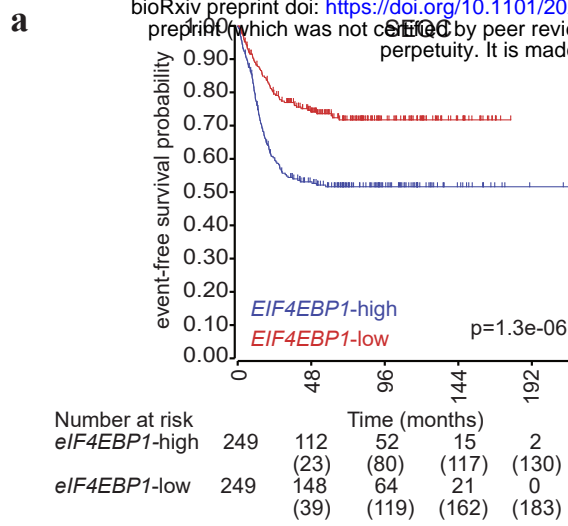 bioRxiv preprint doi: https://doi.org/10.1101/20
preprint (which was not certified by peer revie
SEQC
perpetuity. It is made
a
event-free survival probability
1.00
0.90
0.80
0.70
0.60
0.50
0.40
0.30
0.20
0.10
0.00
EIF4EBP1-high
EIF4EBP1-low
p=1.3e-06
0 48 96 144 192
Number at risk Time (months)
eIF4EBP1-high 249 112 52 15 2
(23) (80) (117) (130)
eIF4EBP1-low 249 148 64 21 0
(39) (119) (162) (183)